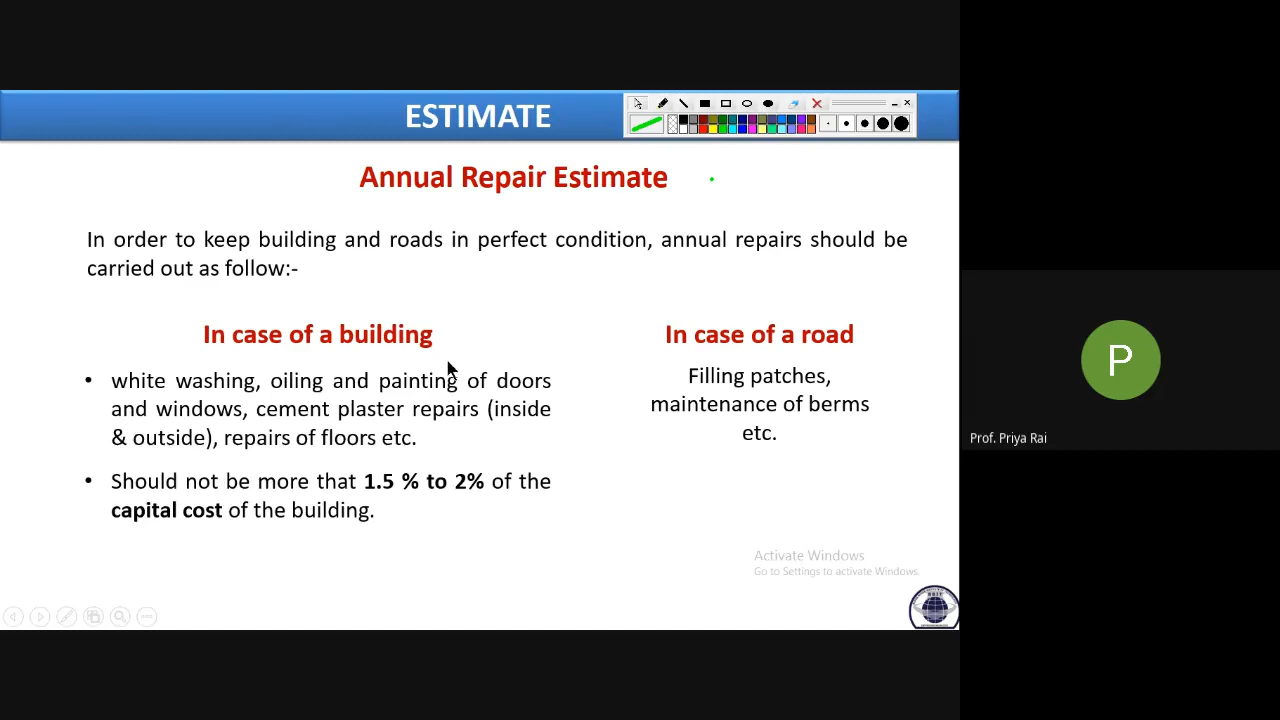 ESTIMATE
Annual Repair Estimate
In order to keep building and roads in perfect condition, annual repairs should be
carried out as follow:-
In case of a building
• white washing, oiling and painting of doors
and windows, cement plaster repairs (inside
& outside), repairs of floors etc.
• Should not be more that 1.5 % to 2% of the
capital cost of the building.
In case of a road
Filling patches,
maintenance of berms
etc.
Activate Windows
Go to Settings to activate Windows.
P
Prof. Priya Rai